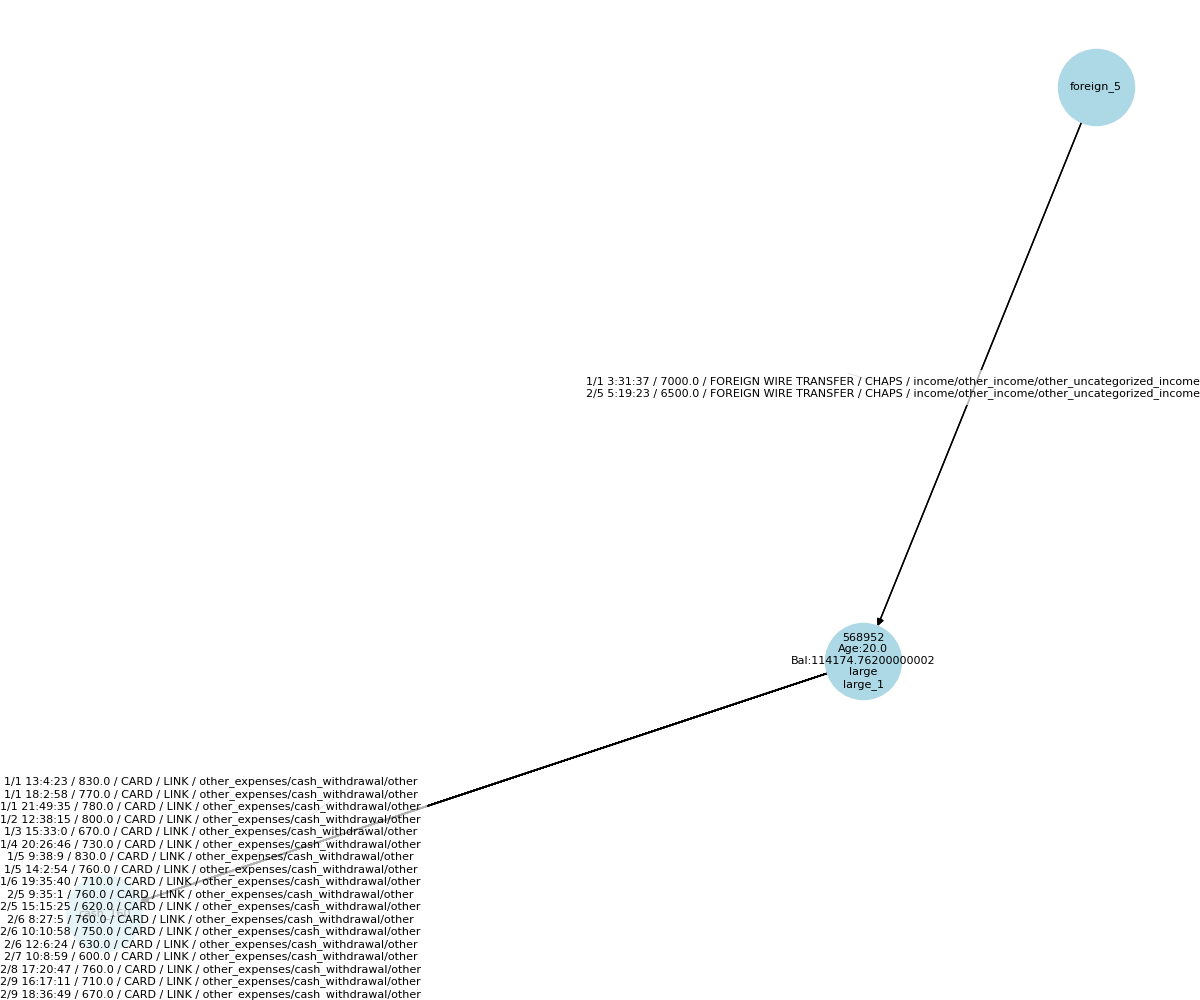 foreign_5
1/1 3:31:37 / 7000.0 / FOREIGN WIRE TRANSFER / CHAPS / income/other_income/other_uncategorized_income
2/5 5:19:23 / 6500.0 / FOREIGN WIRE TRANSFER / CHAPS / income/other_income/other_uncategorized_income
568952
Age:20.0
Bal:114174.76200000002
large
large_1
1/1 13:4:23 / 830.0 / CARD / LINK / other_expenses/cash_withdrawal/other
1/1 18:2:58 / 770.0 / CARD / LINK / other_expenses/cash_withdrawal/other
1/1 21:49:35 / 780.0 / CARD / LINK / other_expenses/cash_withdrawal/other
1/2 12:38:15 / 800.0 / CARD / LINK / other_expenses/cash_withdrawal/other
1/3 15:33:0 / 670.0 / CARD / LINK / other_expenses/cash_withdrawal/other
1/4 20:26:46 / 730.0 / CARD / LINK / other_expenses/cash_withdrawal/other
1/5 9:38:9 / 830.0 / CARD / LINK / other_expenses/cash_withdrawal/other
1/5 14:2:54 / 760.0 / CARD / LINK / other_expenses/cash_withdrawal/other
1/6 19:35:40 / 710.0 / CARD / LINK / other_expenses/cash_withdrawal/other
2/5 9:35:1 / 760.0 / CARD / LINK / other_expenses/cash_withdrawal/other
2/5 15:15:25 / 620.0 / CARD / LINK / other_expenses/cash_withdrawal/other
2/6 8:27:5 / 760.0 / CARD / LINK / other_expenses/cash_withdrawal/other
2/6 10:10:58 / 750.0 / CARD / LINK / other_expenses/cash_withdrawal/other
2/6 12:6:24 / 630.0 / CARD / LINK / other_expenses/cash_withdrawal/other
2/7 10:8:59 / 600.0 / CARD / LINK / other_expenses/cash_withdrawal/other
2/8 17:20:47 / 760.0 / CARD / LINK / other_expenses/cash_withdrawal/other
2/9 16:17:11 / 710.0 / CARD / LINK / other_expenses/cash_withdrawal/other
2/9 18:36:49 / 670.0 / CARD / LINK / other_expenses/cash_withdrawal/other